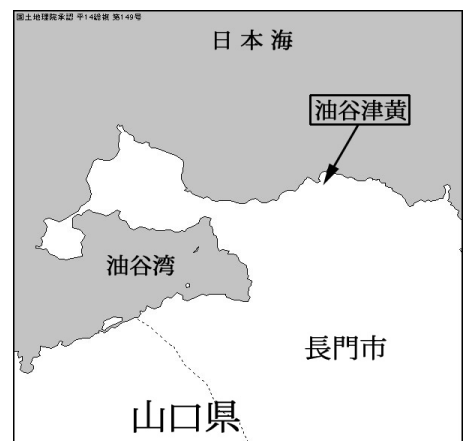 国土地理院承認 平14総複 第149号
日本海
油谷津黄
油谷湾
長門市
山口県